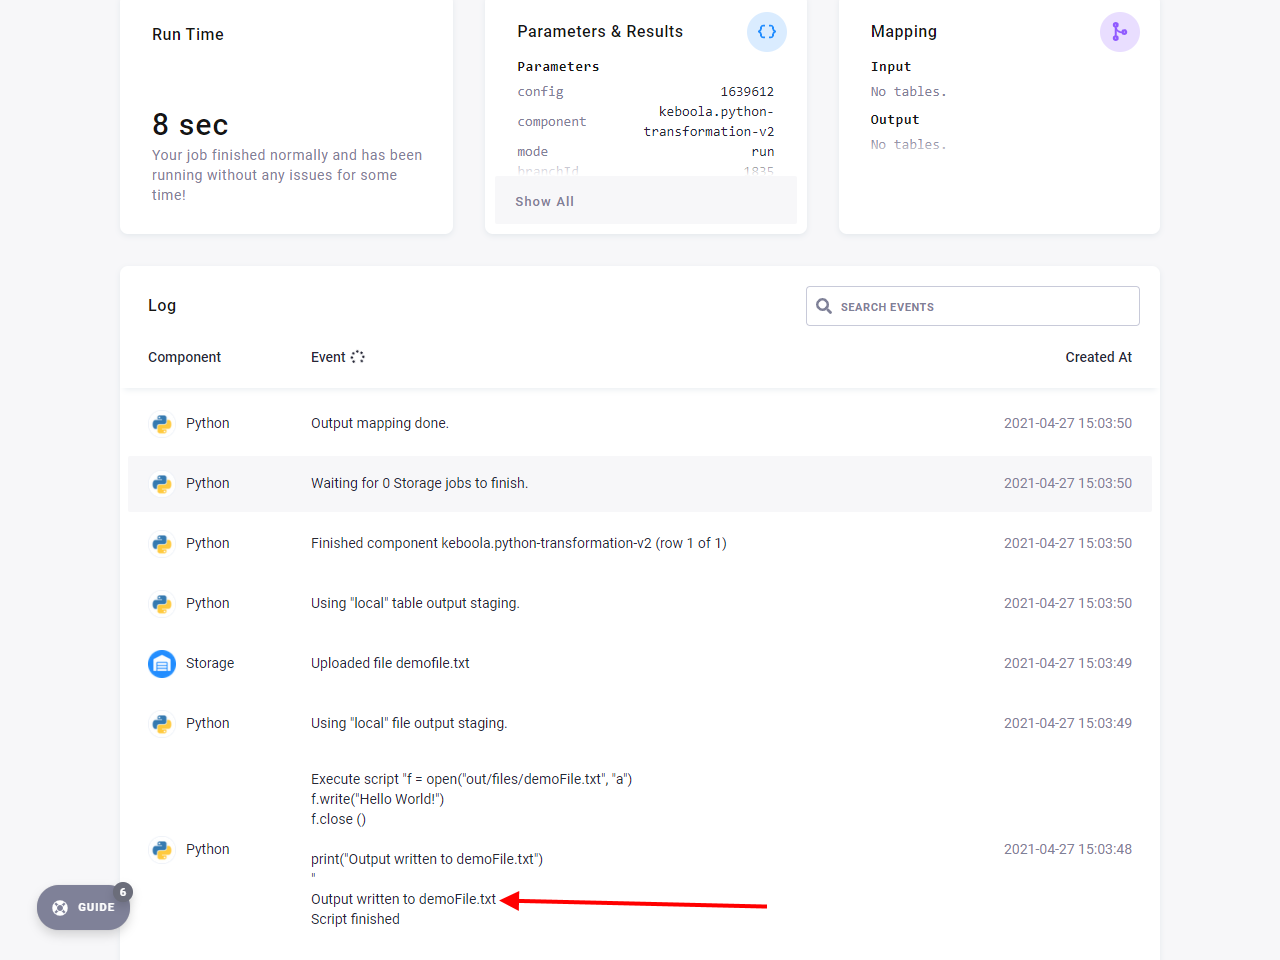 Run Time
8 sec
Your job finished normally and has been
running without any issues for some
time!
Parameters & Results
Parameters
config 1639612
component keboola.python-
transformation-v2
mode run
branchId 1835
Show All
Mapping
Input
No tables.
Output
No tables.
Log
SEARCH EVENTS
Component Event Created At
Python Output mapping done. 2021-04-27 15:03:50
Python Waiting for 0 Storage jobs to finish. 2021-04-27 15:03:50
Python Finished component keboola.python-transformation-v2 (row 1 of 1) 2021-04-27 15:03:50
Python Using "local" table output staging. 2021-04-27 15:03:50
Storage Uploaded file demofile.txt 2021-04-27 15:03:49
Python Using "local" file output staging. 2021-04-27 15:03:49
Execute script "f = open("out/files/demoFile.txt", "a")
f.write("Hello World!")
f.close ()
Python 2021-04-27 15:03:48
print("Output written to demoFile.txt")
"
Output written to demoFile.txt
Script finished
GUIDE 6